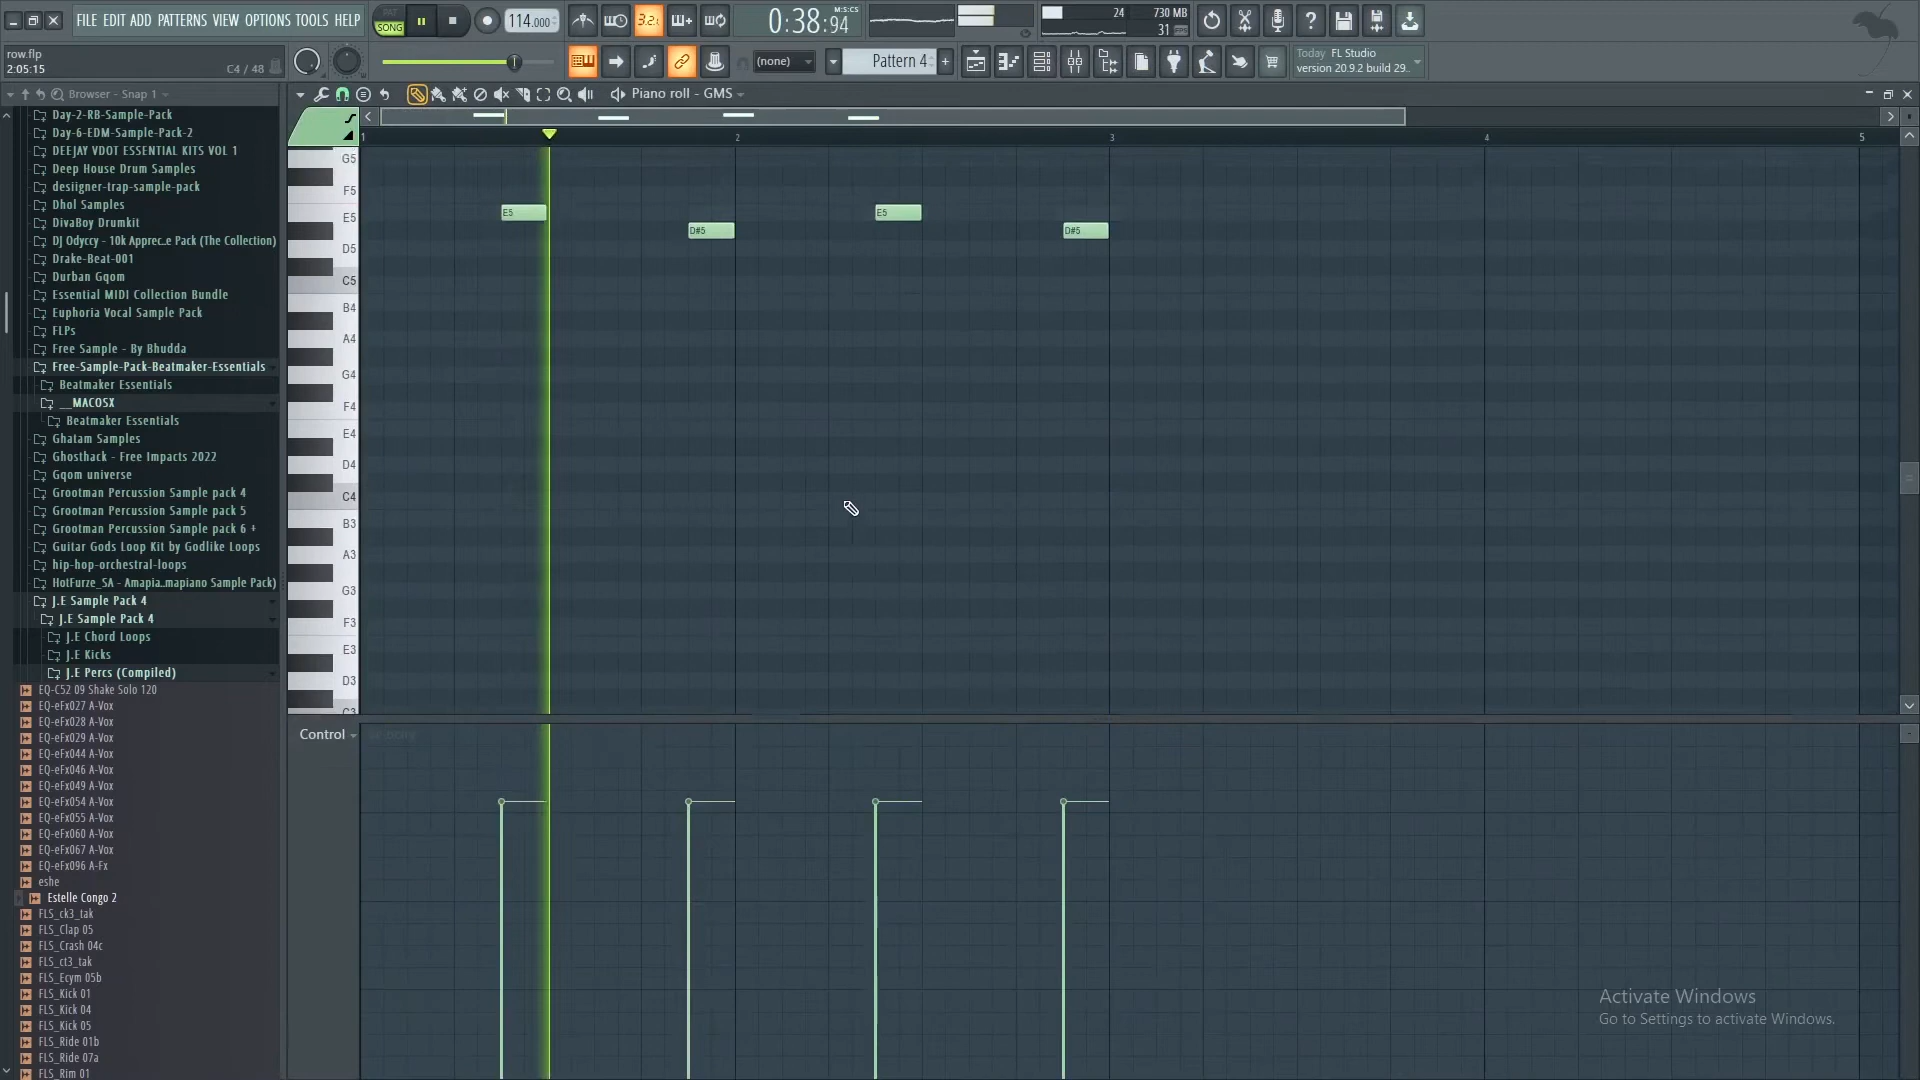 FILE EDIT ADD PATTERNS VIEW OPTIONS TOOLS HELP
SONG
114.000
3.2.
M:S:CS
0:38:94
24
730 MB
31
row.flp
2:05:15
C4 / 48
(none)
Pattern 4
Today FL Studio
version 20.9.2 build 29..
Browser - Snap 1
Piano roll - GMS
Day-2-RB-Sample-Pack
Day-6-EDM-Sample-Pack-2
DEEJAY VDOT ESSENTIAL KITS VOL 1
Deep House Drum Samples
desiigner-trap-sample-pack
Dhol Samples
DivaBoy Drumkit
DJ Odyccy - 10k Apprec..e Pack (The Collection)
Drake-Beat-001
Durban Gqom
Essential MIDI Collection Bundle
Euphoria Vocal Sample Pack
FLPs
Free Sample - By Bhudda
Free-Sample-Pack-Beatmaker-Essentials
Beatmaker Essentials
__MACOSX
Beatmaker Essentials
Ghatam Samples
Ghosthack - Free Impacts 2022
Gqom universe
Grootman Percussion Sample pack 4
Grootman Percussion Sample pack 5
Grootman Percussion Sample pack 6 +
Guitar Gods Loop Kit by Godlike Loops
hip-hop-orchestral-loops
HotFurze_SA - Amapia..mapiano Sample Pack)
J.E Sample Pack 4
J.E Sample Pack 4
J.E Chord Loops
J.E Kicks
J.E Percs (Compiled)
EQ-C52 09 Shake Solo 120
EQ-eFx027 A-Vox
EQ-eFx028 A-Vox
EQ-eFx029 A-Vox
EQ-eFx044 A-Vox
EQ-eFx046 A-Vox
EQ-eFx049 A-Vox
EQ-eFx054 A-Vox
EQ-eFx055 A-Vox
EQ-eFx060 A-Vox
EQ-eFx067 A-Vox
EQ-eFx096 A-Fx
eshe
Estelle Congo 2
FLS_ck3_tak
FLS_Clap 05
FLS_Crash 04c
FLS_ct3_tak
FLS_Ecym 05b
FLS_Kick 01
FLS_Kick 04
FLS_Kick 05
FLS_Ride 01b
FLS_Ride 07a
FLS_Rim 01
1 2 3 4 5
G5
F5
E5
D5
C5
B4
A4
G4
F4
E4
D4
C4
B3
A3
G3
F3
E3
D3
C3
E5 E5
D#5 D#5
Control
Activate Windows
Go to Settings to activate Windows.